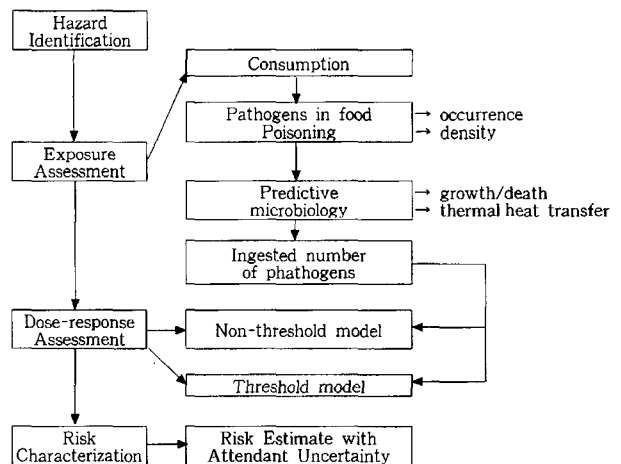 Hazard
Identification
Consumption
Pathogens in food
Poisoning
→ occurrence
→ density
Exposure
Assessment
Predictive
microbiology
→ growth/death
→ thermal heat transfer
Ingested number
of phathogens
Dose-response
Assessment
Non-threshold model
Threshold model
Risk
Characterization
Risk Estimate with
Attendant Uncertainty